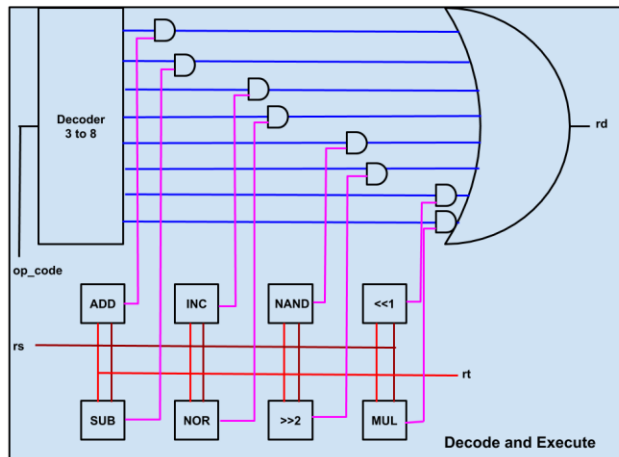 Decoder
3 to 8
rd
op_code
ADD
INC
NAND
<<1
rs
rt
SUB
NOR
>>2
MUL
Decode and Execute